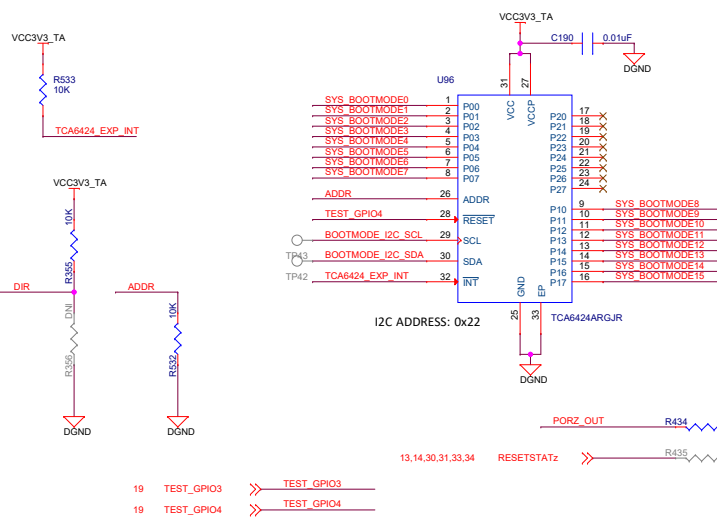 VCC3V3_TA
VCC3V3_TA
C190 0.01uF
DGND
R533
10K
TCA6424_EXP_INT
U96
31 27
VCC VCCP
SYS_BOOTMODE0 1 P00
SYS_BOOTMODE1 2 P01
SYS_BOOTMODE2 3 P02
SYS_BOOTMODE3 4 P03
SYS_BOOTMODE4 5 P04
SYS_BOOTMODE5 6 P05
SYS_BOOTMODE6 7 P06
SYS_BOOTMODE7 8 P07
P20 17
P21 18
P22 19
P23 20
P24 21
P25 22
P26 23
P27 24
ADDR 26 ADDR
TEST_GPIO4 28 RESET
BOOTMODE_I2C_SCL 29 SCL
TP43 BOOTMODE_I2C_SDA 30 SDA
TP42 TCA6424_EXP_INT 32 INT
P10 9 SYS_BOOTMODE8
P11 10 SYS_BOOTMODE9
P12 11 SYS_BOOTMODE10
P13 12 SYS_BOOTMODE11
P14 13 SYS_BOOTMODE12
P15 14 SYS_BOOTMODE13
P16 15 SYS_BOOTMODE14
P17 16 SYS_BOOTMODE15
GND EP
25 33
TCA6424ARGJR
I2C ADDRESS: 0x22
DGND
VCC3V3_TA
10K
R355
DIR
DNI
R356
DGND
ADDR
10K
R532
DGND
PORZ_OUT R434
13,14,30,31,33,34 RESETSTATz R435
19 TEST_GPIO3 TEST_GPIO3
19 TEST_GPIO4 TEST_GPIO4